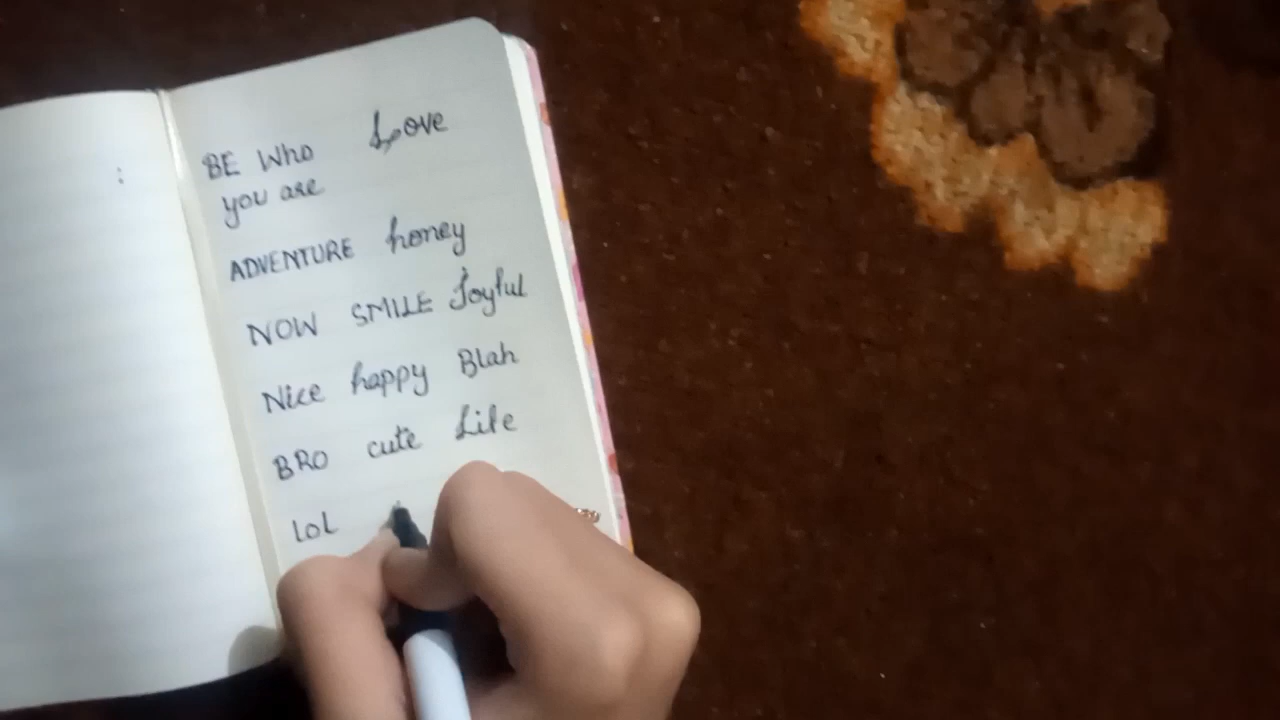 BE Who Love
you are
ADVENTURE honey
NOW SMILE Joyful
Nice happy Blah
BRO cute Life
lol